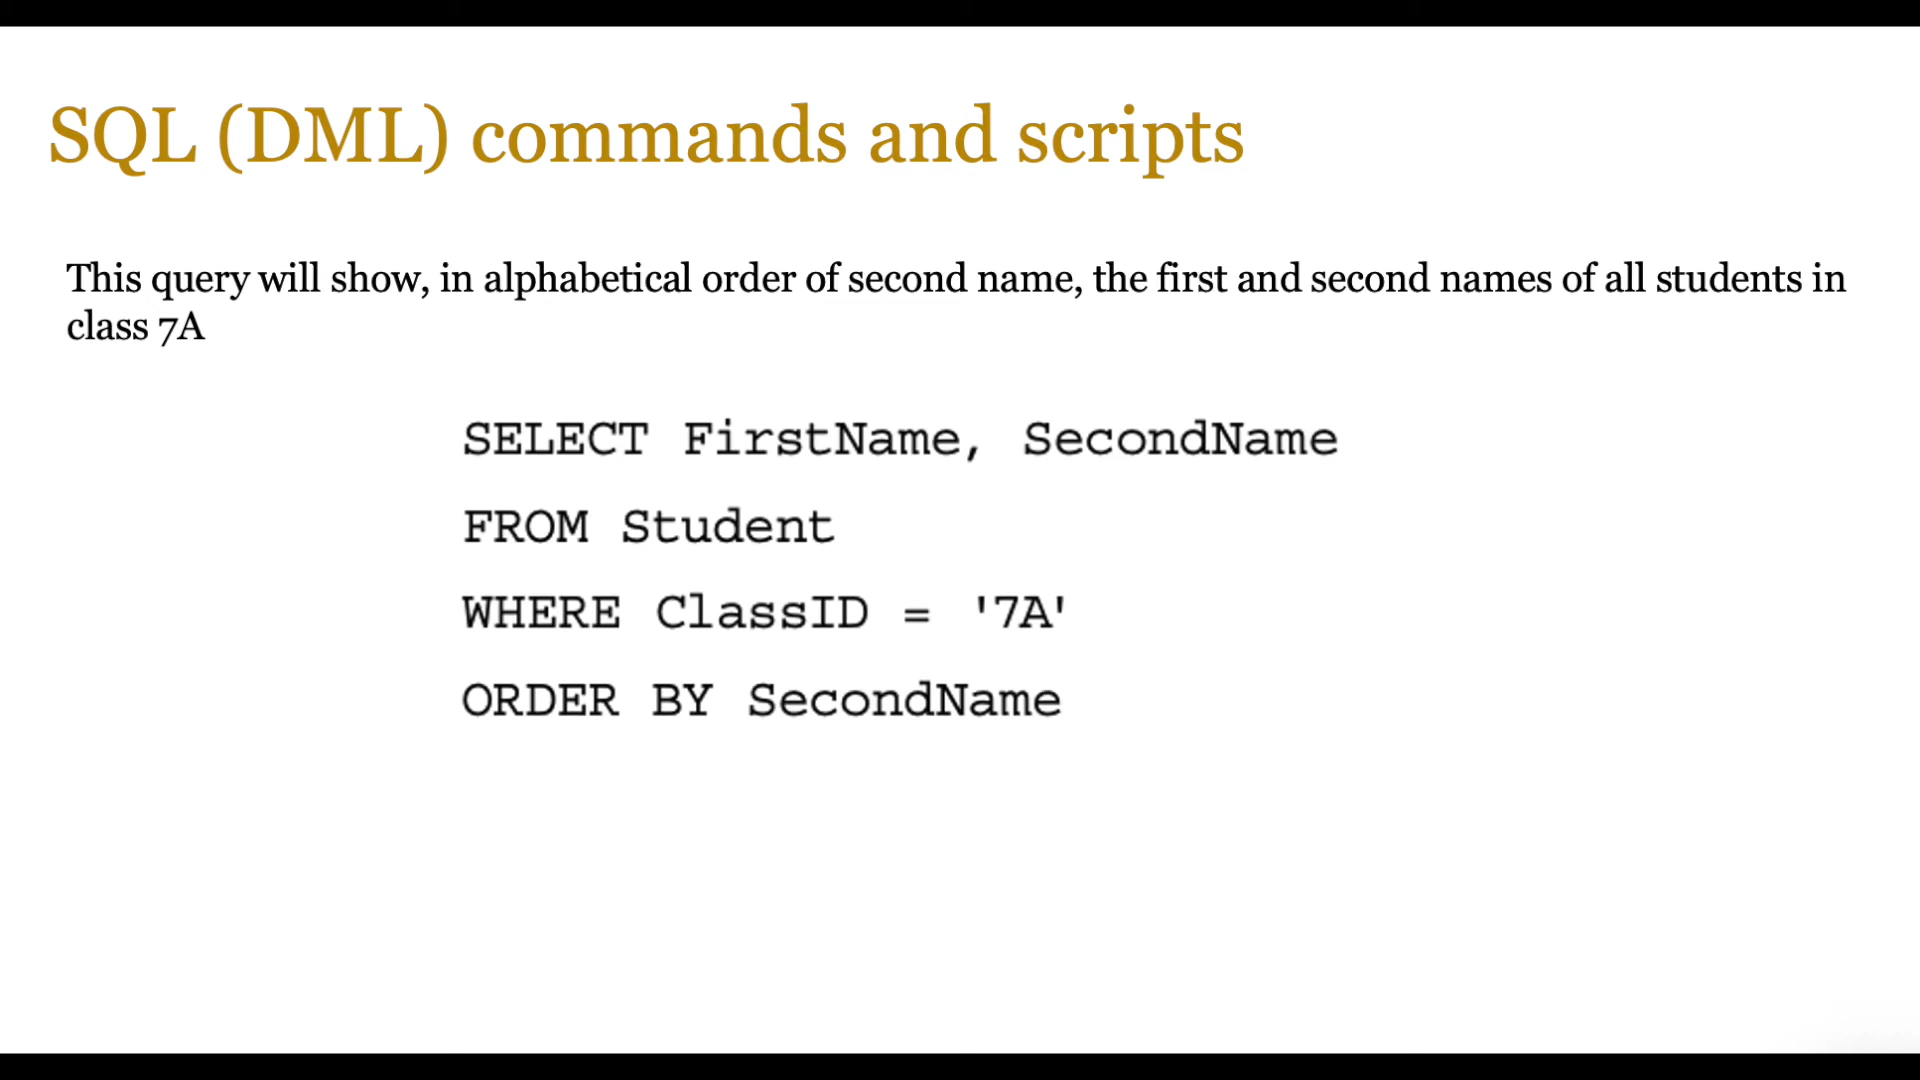 SQL (DML) commands and scripts
This query will show, in alphabetical order of second name, the first and second names of all students in
class 7A
SELECT FirstName, SecondName
FROM Student
WHERE ClassID = '7A'
ORDER BY SecondName